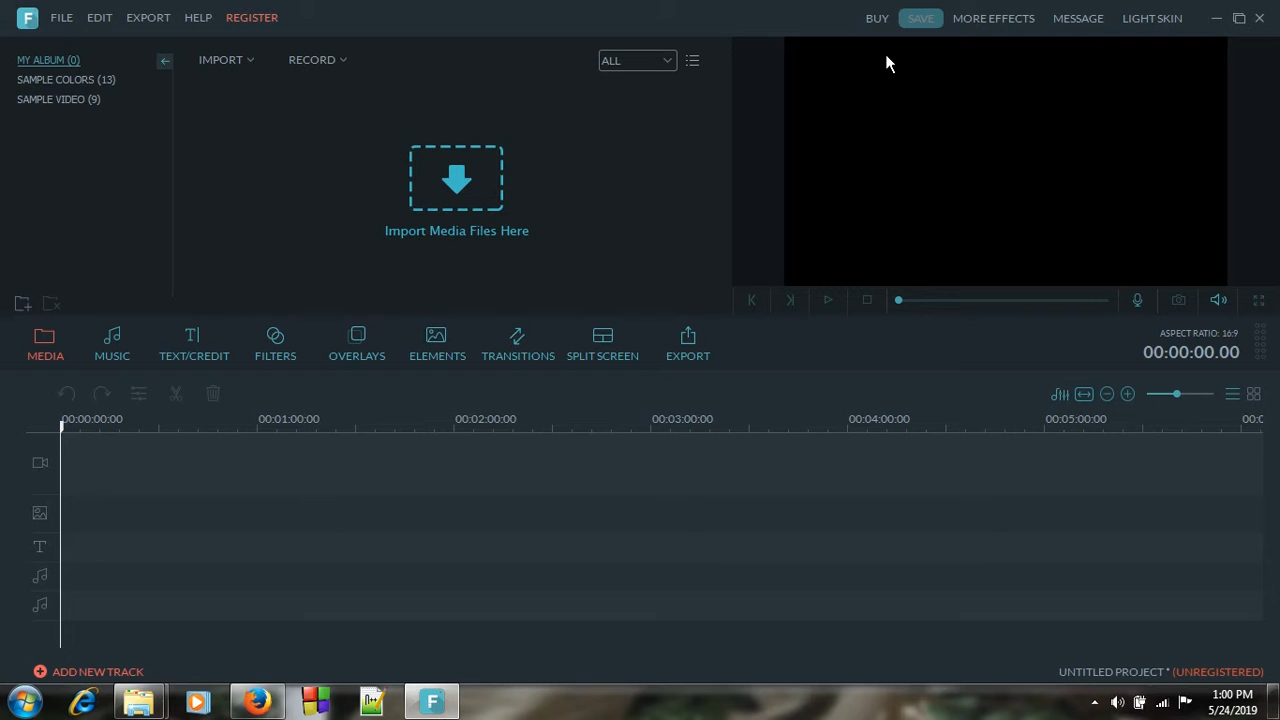 F FILE EDIT EXPORT HELP REGISTER BUY SAVE MORE EFFECTS MESSAGE LIGHT SKIN
MY ALBUM (0) IMPORT RECORD ALL
SAMPLE COLORS (13)
SAMPLE VIDEO (9)
Import Media Files Here
ASPECT RATIO: 16:9
00:00:00.00
MEDIA MUSIC TEXT/CREDIT FILTERS OVERLAYS ELEMENTS TRANSITIONS SPLIT SCREEN EXPORT
00:00:00:00 00:01:00:00 00:02:00:00 00:03:00:00 00:04:00:00 00:05:00:00 00:0
T
ADD NEW TRACK UNTITLED PROJECT * (UNREGISTERED)
F 1:00 PM
5/24/2019